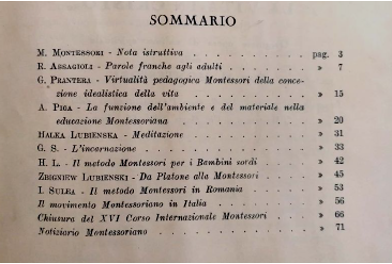 SOMMARIO
M. MONTESSORI - Nota istruttiva . . . . . . . . . . . pag. 3
R. ASSAGIOLI - Parole franche agli adulti . . . . . . . . » 7
G. PRANTERA - Virtualità pedagogica Montessori della conce-
zione idealistica della vita . . . . . . . . . » 15
A. PIGA - La funzione dell'ambiente e del materiale nella
educazione Montessoriana . . . . . . . . . » 20
HALKA LUBIENSKA - Meditazione . . . . . . . . . . . » 31
G. S. - L'incarnazione . . . . . . . . . . . . . . » 33
H. L. - Il metodo Montessori per i Bembini sordi . . . . . » 42
ZBIGNIEW LUBIENSKI - Da Platone alla Montessori . . . . . » 45
I. SULEA - Il metodo Montessori in Romania . . . . . . . » 53
Il movimento Montessoriano in Italia . . . . . . . . . » 56
Chiusura del XVI Corso Internazionale Montessori . . . . . » 66
Notiziario Montessoriano . . . . . . . . . . . . . » 71